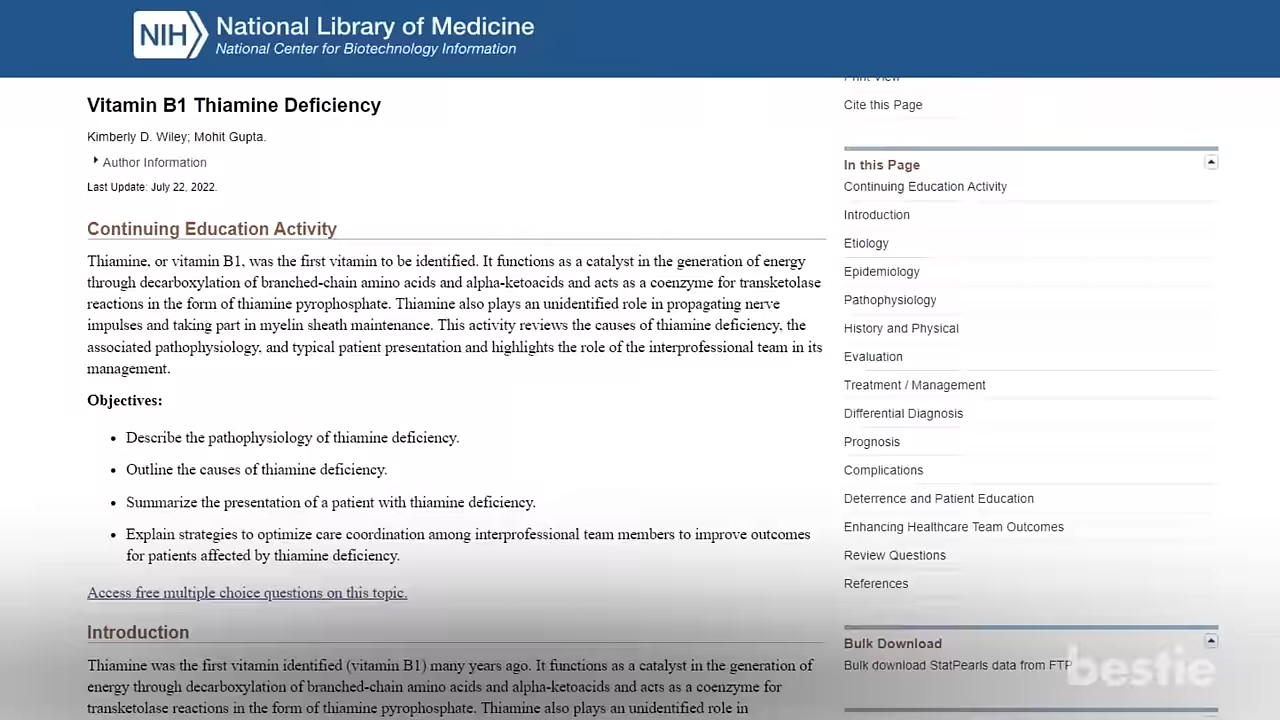 NIH National Library of Medicine
National Center for Biotechnology Information
Vitamin B1 Thiamine Deficiency
Kimberly D. Wiley; Mohit Gupta.
Author Information
Last Update: July 22, 2022.
Continuing Education Activity
Thiamine, or vitamin B1, was the first vitamin to be identified. It functions as a catalyst in the generation of energy
through decarboxylation of branched-chain amino acids and alpha-ketoacids and acts as a coenzyme for transketolase
reactions in the form of thiamine pyrophosphate. Thiamine also plays an unidentified role in propagating nerve
impulses and taking part in myelin sheath maintenance. This activity reviews the causes of thiamine deficiency, the
associated pathophysiology, and typical patient presentation and highlights the role of the interprofessional team in its
management.
Objectives:
• Describe the pathophysiology of thiamine deficiency.
• Outline the causes of thiamine deficiency.
• Summarize the presentation of a patient with thiamine deficiency.
• Explain strategies to optimize care coordination among interprofessional team members to improve outcomes
for patients affected by thiamine deficiency.
Access free multiple choice questions on this topic.
Introduction
Thiamine was the first vitamin identified (vitamin B1) many years ago. It functions as a catalyst in the generation of
energy through decarboxylation of branched-chain amino acids and alpha-ketoacids and acts as a coenzyme for
transketolase reactions in the form of thiamine pyrophosphate. Thiamine also plays an unidentified role in
Print View
Cite this Page
In this Page
Continuing Education Activity
Introduction
Etiology
Epidemiology
Pathophysiology
History and Physical
Evaluation
Treatment / Management
Differential Diagnosis
Prognosis
Complications
Deterrence and Patient Education
Enhancing Healthcare Team Outcomes
Review Questions
References
Bulk Download
Bulk download StatPearls data from FTP
bestie